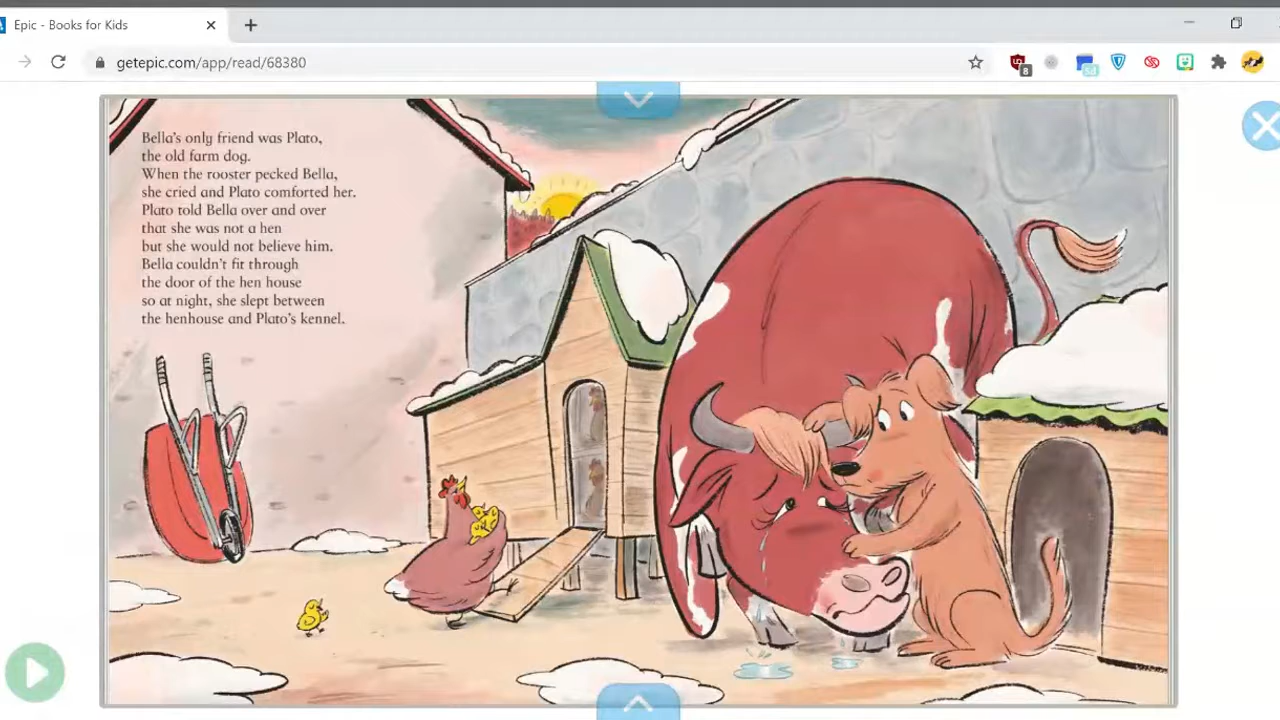 Epic - Books for Kids
getepic.com/app/read/68380
8
Bella's only friend was Plato,
the old farm dog.
When the rooster pecked Bella,
she cried and Plato comforted her.
Plato told Bella over and over
that she was not a hen
but she would not believe him.
Bella couldn't fit through
the door of the hen house
so at night, she slept between
the henhouse and Plato's kennel.